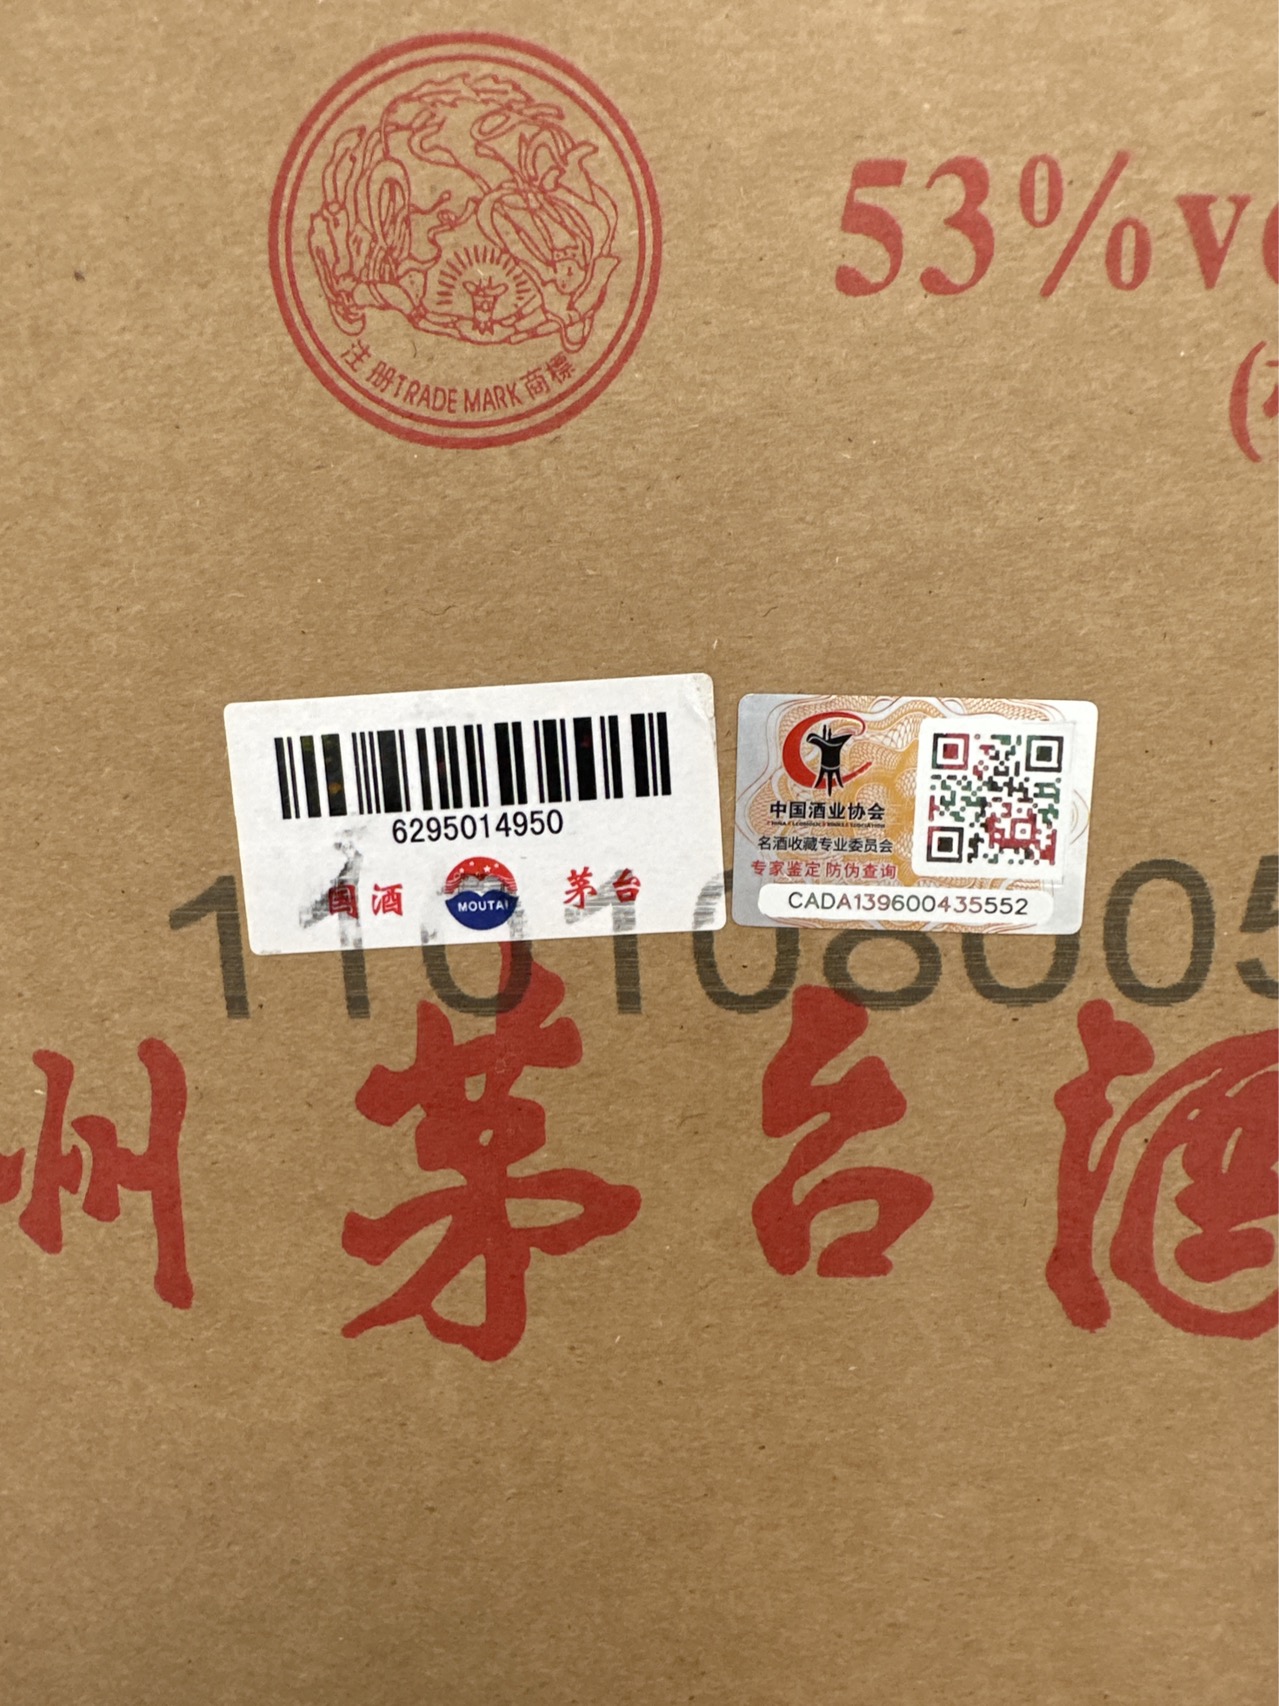 注册TRADE MARK商標
53%v
6295014950
国酒 MOUTAI 茅台
中国酒业协会
名酒收藏专业委员会
专家鉴定 防伪查询
CADA139600435552
110108005
州茅台酒